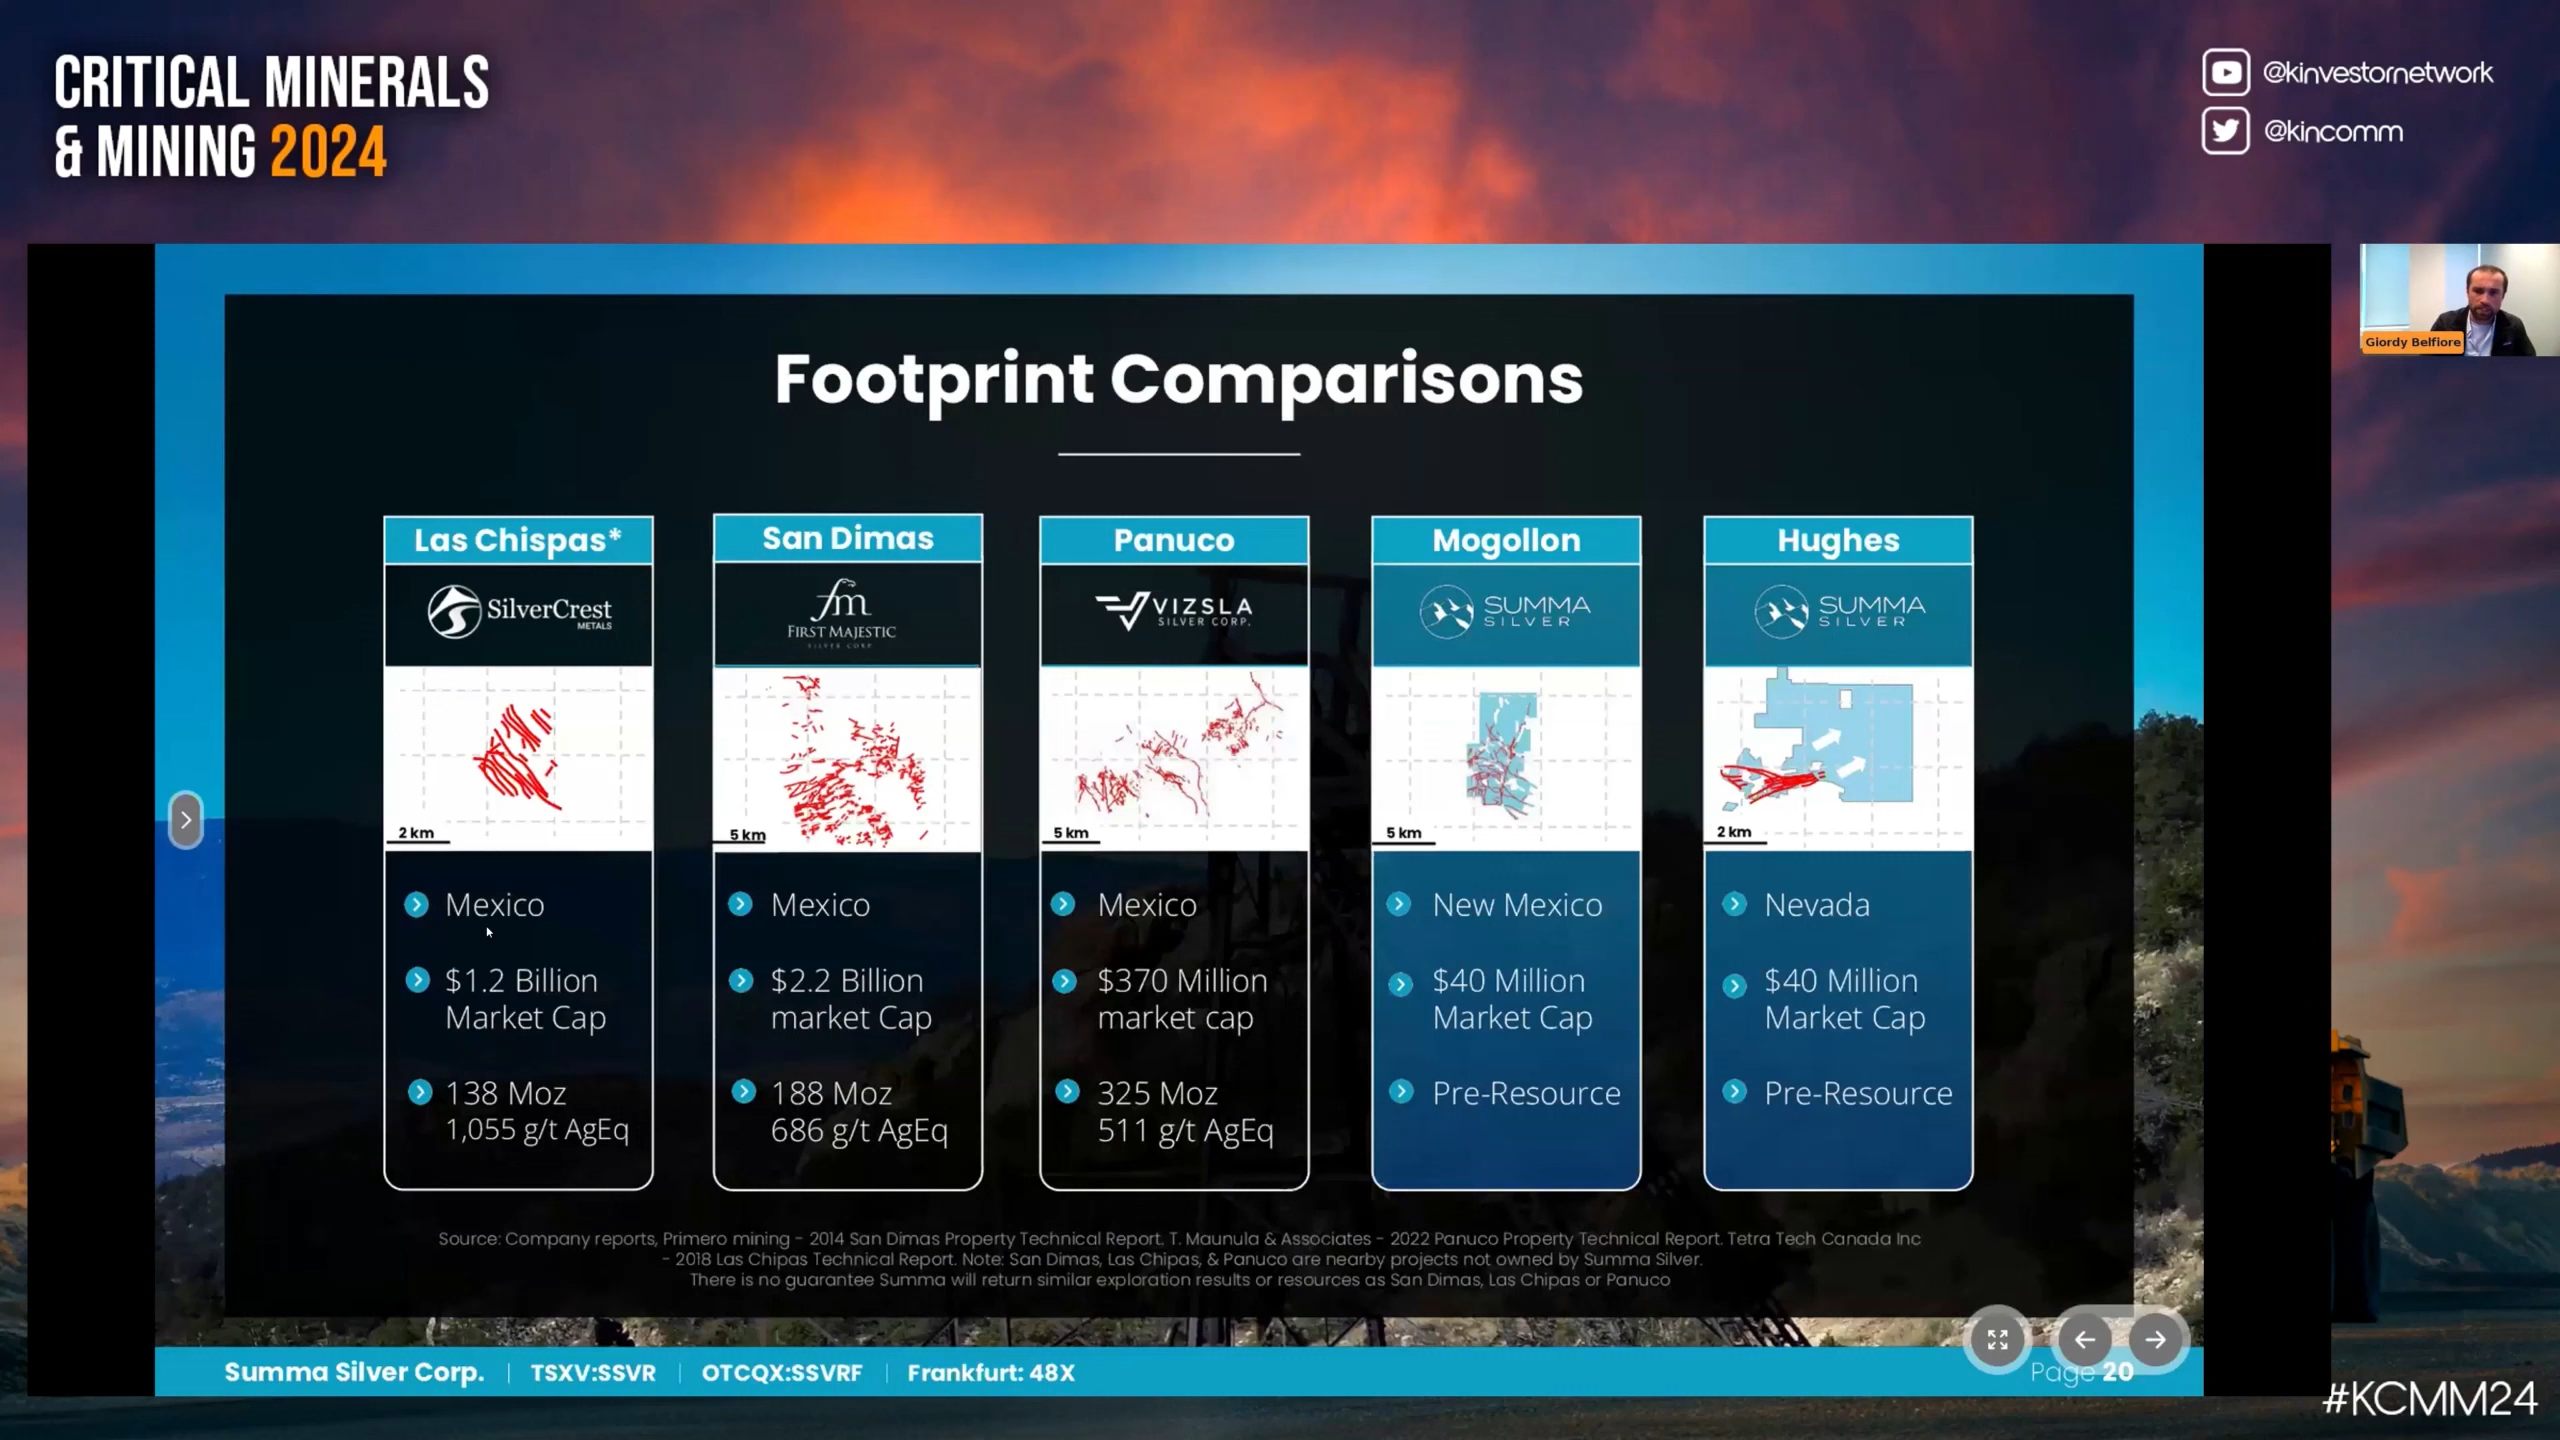 CRITICAL MINERALS
& MINING 2024
@kinvestornetwork
@kincomm
Giordy Belfiore
Footprint Comparisons
Las Chispas*
SilverCrest
METALS
2 km
Mexico
$1.2 Billion
Market Cap
138 Moz
1,055 g/t AgEq
San Dimas
fm
FIRST MAJESTIC
SILVER CORP
5 km
Mexico
$2.2 Billion
market Cap
188 Moz
686 g/t AgEq
Panuco
VIZSLA
SILVER CORP.
5 km
Mexico
$370 Million
market cap
325 Moz
511 g/t AgEq
Mogollon
SUMMA
SILVER
5 km
New Mexico
$40 Million
Market Cap
Pre-Resource
Hughes
SUMMA
SILVER
2 km
Nevada
$40 Million
Market Cap
Pre-Resource
Source: Company reports, Primero mining - 2014 San Dimas Property Technical Report. T. Maunula & Associates - 2022 Panuco Property Technical Report. Tetra Tech Canada Inc
- 2018 Las Chipas Technical Report. Note: San Dimas, Las Chipas, & Panuco are nearby projects not owned by Summa Silver.
There is no guarantee Summa will return similar exploration results or resources as San Dimas, Las Chipas or Panuco
Summa Silver Corp. | TSXV:SSVR | OTCQX:SSVRF | Frankfurt: 48X
Page 20
#KCMM24